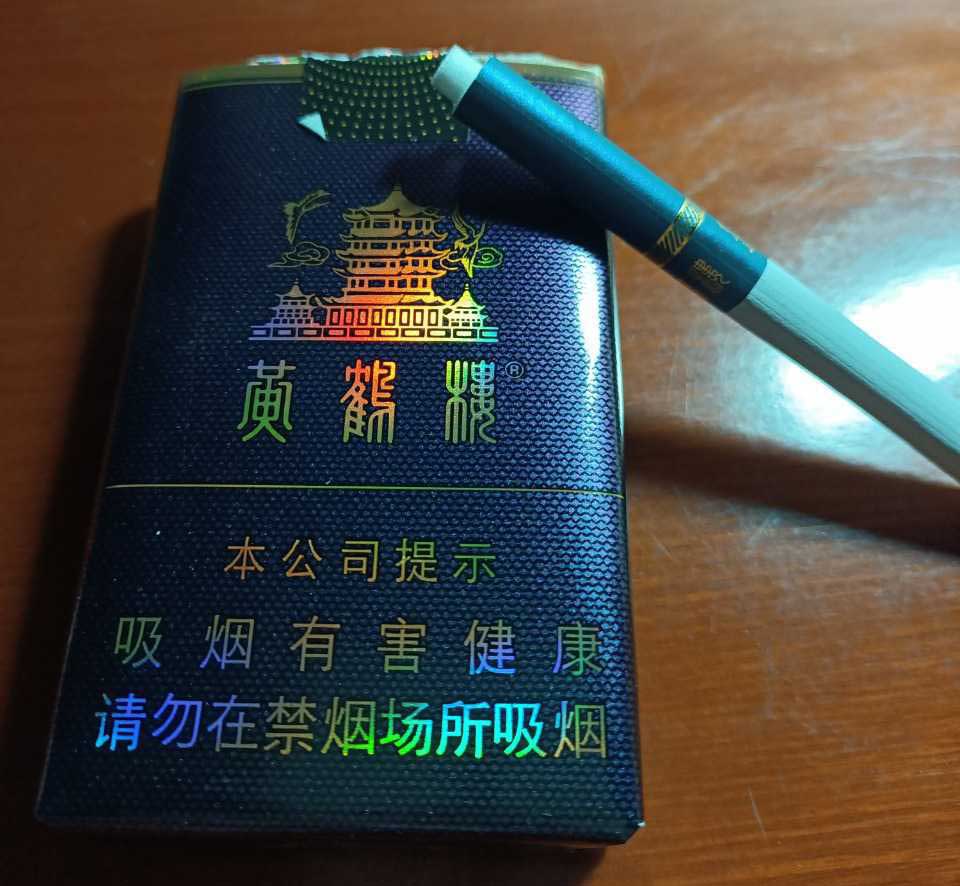 黄鹤楼®
本公司提示
吸烟有害健康
请勿在禁烟场所吸烟